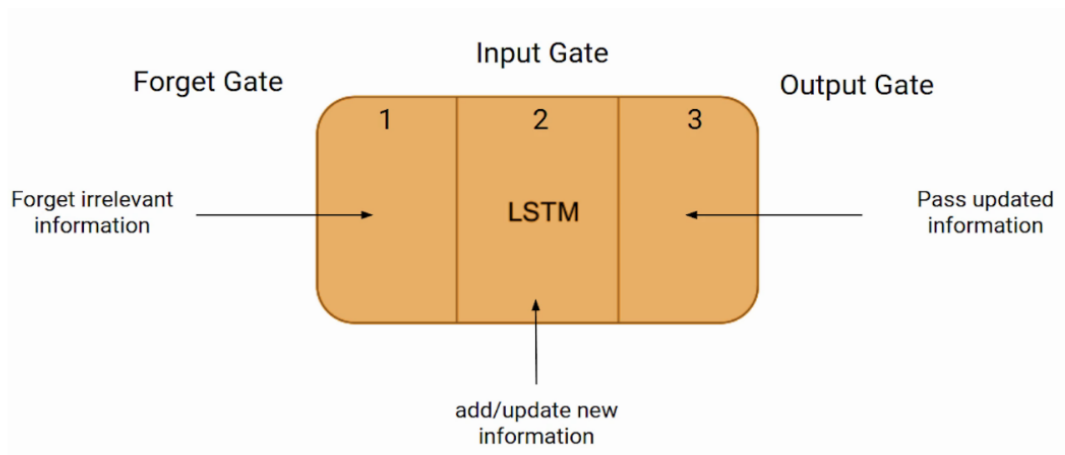 Input Gate
Forget Gate
Output Gate
1
2
3
Forget irrelevant
information
LSTM
Pass updated
information
add/update new
information